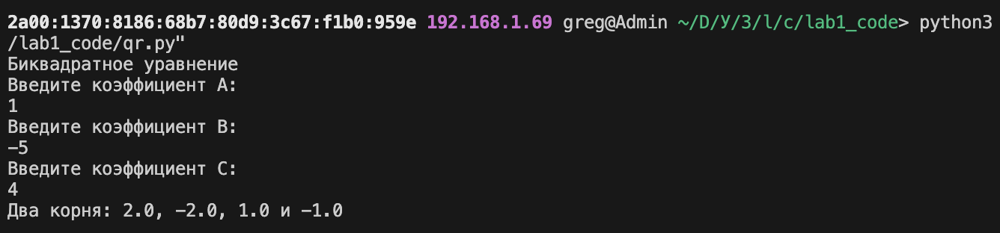 2a00:1370:8186:68b7:80d9:3c67:f1b0:959e 192.168.1.69 greg@Admin ~/D/У/3/l/c/lab1_code> python3
/lab1_code/qr.py"
Биквадратное уравнение
Введите коэффициент А:
1
Введите коэффициент В:
-5
Введите коэффициент С:
4
Два корня: 2.0, -2.0, 1.0 и -1.0